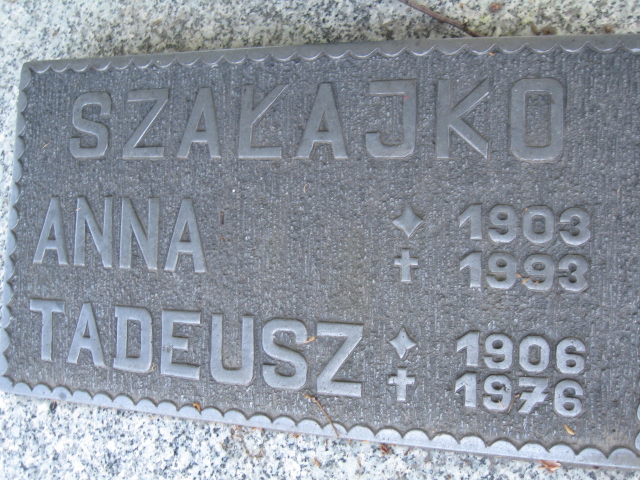 SZAŁAJKO
ANNA ✦ 1903
✝ 1993
TADEUSZ ✦ 1906
✝ 1976